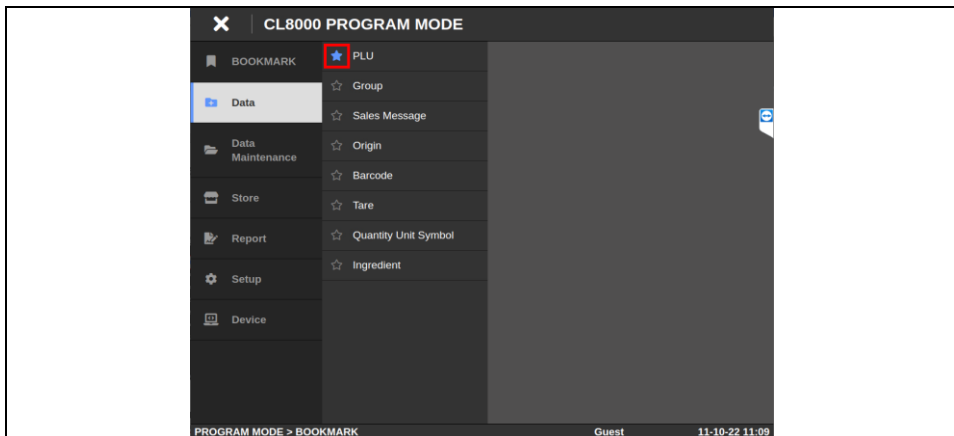 CL8000 PROGRAM MODE
BOOKMARK
Data
Data
Maintenance
Store
Report
Setup
Device
PLU
Group
Sales Message
Origin
Barcode
Tare
Quantity Unit Symbol
Ingredient
PROGRAM MODE > BOOKMARK Guest 11-10-22 11:09